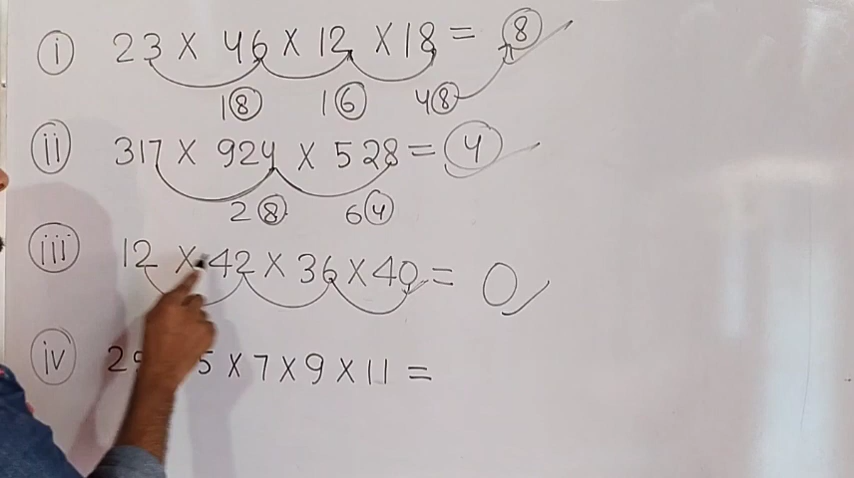 (i) 23 X 46 X 12 X 18 = 8
18 16 48
(ii) 317 X 924 X 528 = 4
28 64
(iii) 12 X 42 X 36 X 40 = 0
(iv) 5 X 7 X 9 X 11 =